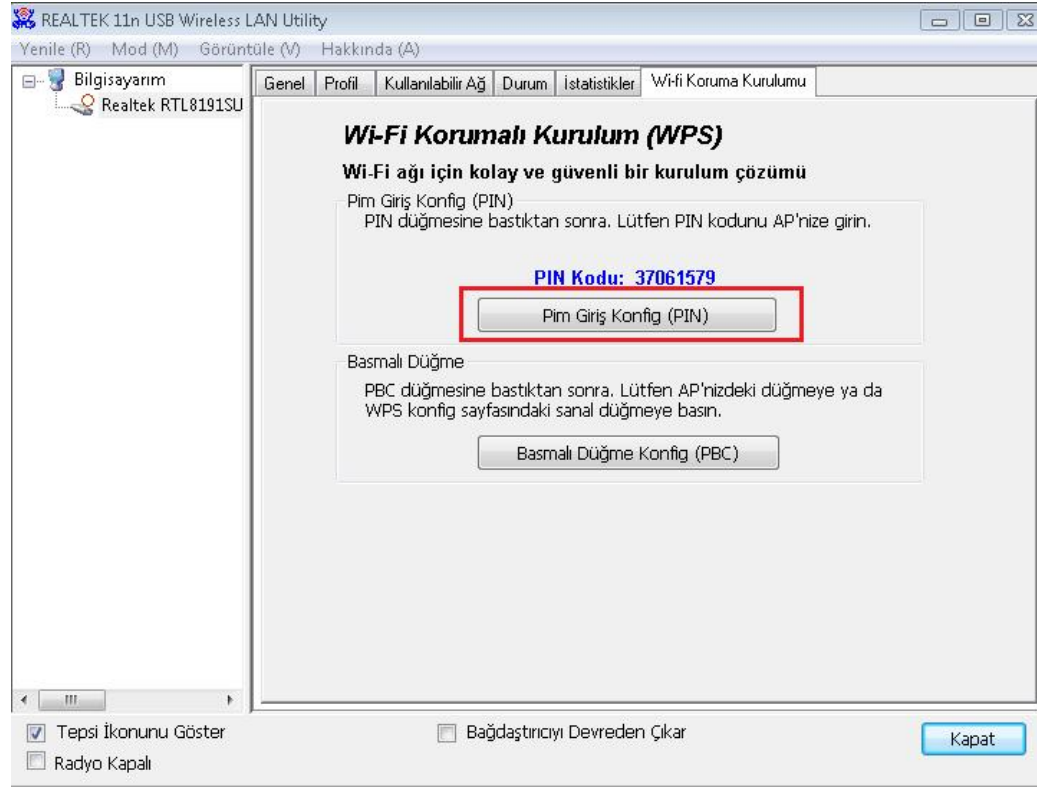 REALTEK 11n USB Wireless LAN Utility
Yenile (R) Mod (M) Görüntüle (V) Hakkında (A)
Bilgisayarım
Realtek RTL8191SU
Genel Profil Kullanılabilir Ağ Durum İstatistikler Wi-fi Koruma Kurulumu
Wi-Fi Korumalı Kurulum (WPS)
Wi-Fi ağı için kolay ve güvenli bir kurulum çözümü
Pim Giriş Konfig (PIN)
PIN düğmesine bastıktan sonra. Lütfen PIN kodunu AP'nize girin.
PIN Kodu: 37061579
Pim Giriş Konfig (PIN)
Basmalı Düğme
PBC düğmesine bastıktan sonra. Lütfen AP'nizdeki düğmeye ya da
WPS konfig sayfasındaki sanal düğmeye basın.
Basmalı Düğme Konfig (PBC)
Tepsi İkonunu Göster
Bağdaştırıcıyı Devreden Çıkar
Radyo Kapalı
Kapat